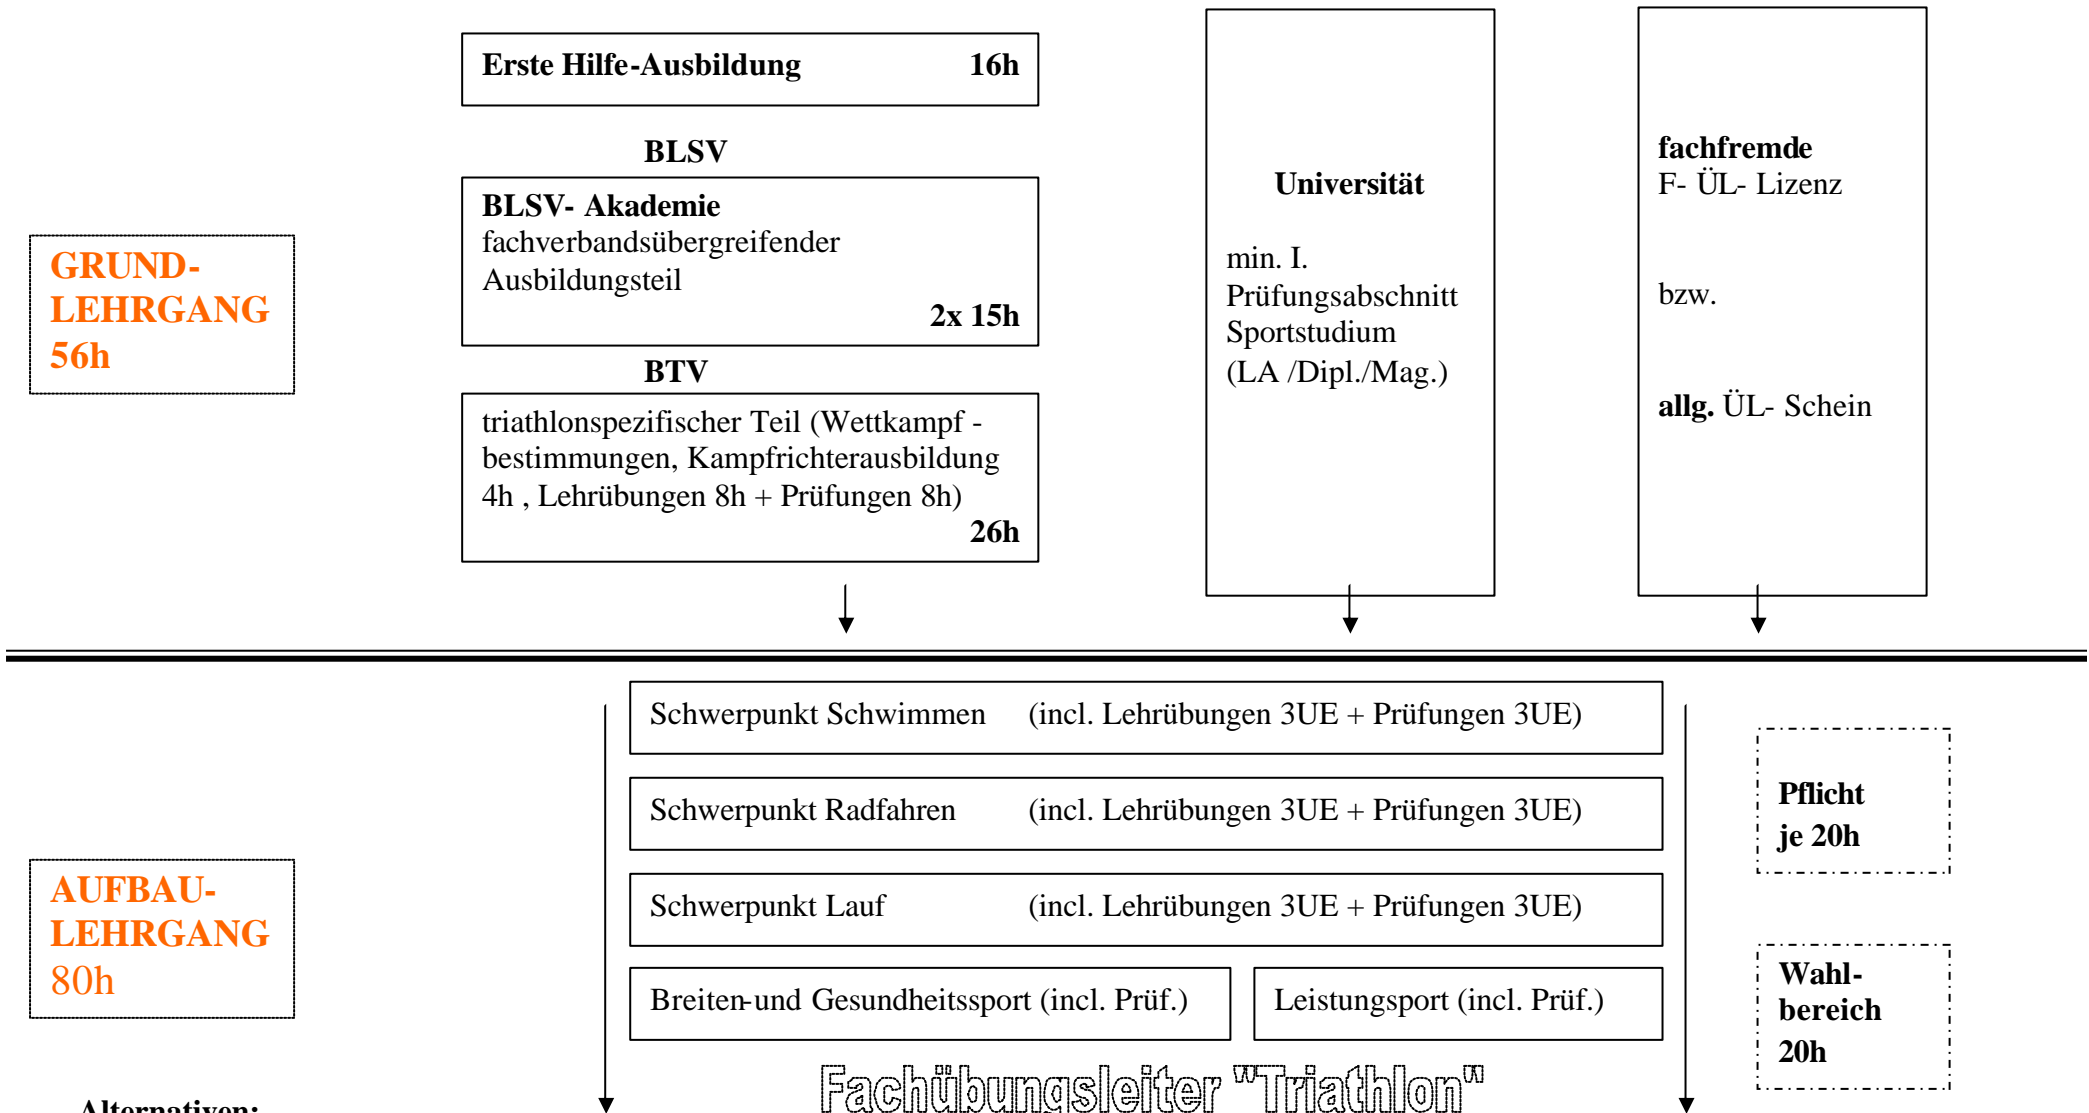 Erste Hilfe-Ausbildung 16h
BLSV
BLSV- Akademie
fachverbandsübergreifender
Ausbildungsteil
2x 15h
BTV
triathlonspezifischer Teil (Wettkampf -
bestimmungen, Kampfrichterausbildung
4h , Lehrübungen 8h + Prüfungen 8h)
26h
GRUND-
LEHRGANG
56h
Universität
min. I.
Prüfungsabschnitt
Sportstudium
(LA /Dipl./Mag.)
fachfremde
F- ÜL- Lizenz
bzw.
allg. ÜL- Schein
Schwerpunkt Schwimmen (incl. Lehrübungen 3UE + Prüfungen 3UE)
Schwerpunkt Radfahren (incl. Lehrübungen 3UE + Prüfungen 3UE)
Schwerpunkt Lauf (incl. Lehrübungen 3UE + Prüfungen 3UE)
Breiten-und Gesundheitssport (incl. Prüf.)
Leistungsport (incl. Prüf.)
AUFBAU-
LEHRGANG
80h
Pflicht
je 20h
Wahl-
bereich
20h
Fachübungsleiter "Triathlon"
Alternativen: